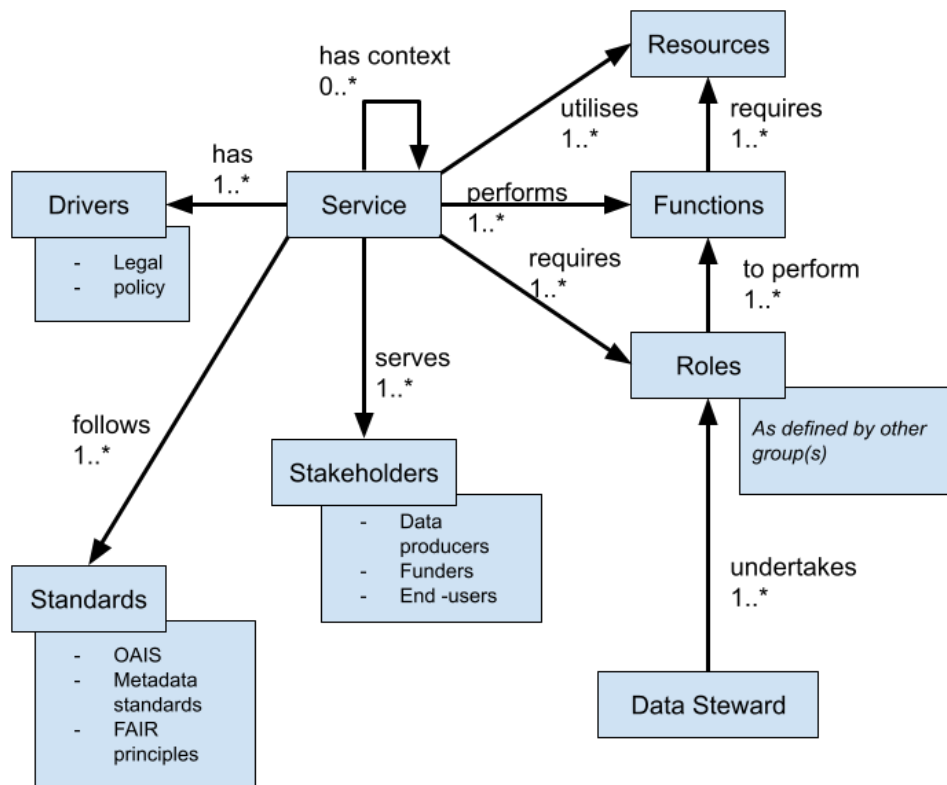 Resources
has context
0..*
utilises
1..*
requires
1..*
has
1..*
Drivers
Service
performs
1..*
Functions
- Legal
- policy
requires
1..*
to perform
1..*
serves
1..*
Roles
As defined by other
group(s)
follows
1..*
Stakeholders
- Data
producers
- Funders
- End -users
undertakes
1..*
Standards
- OAIS
- Metadata
standards
- FAIR
principles
Data Steward